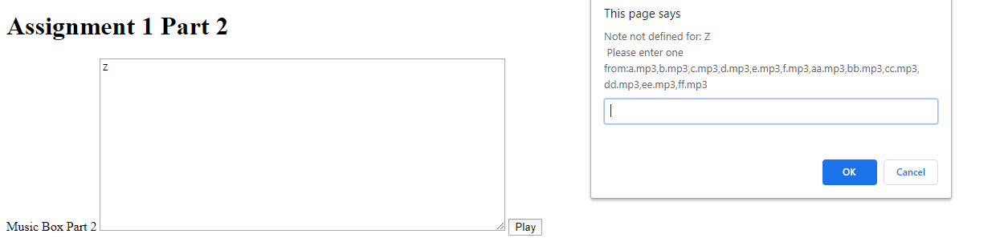 Assignment 1 Part 2
Z
Music Box Part 2
Play
This page says
Note not defined for: Z
Please enter one
from:a.mp3,b.mp3,c.mp3,d.mp3,e.mp3,f.mp3,aa.mp3,bb.mp3,cc.mp3,
dd.mp3,ee.mp3,ff.mp3
OK
Cancel